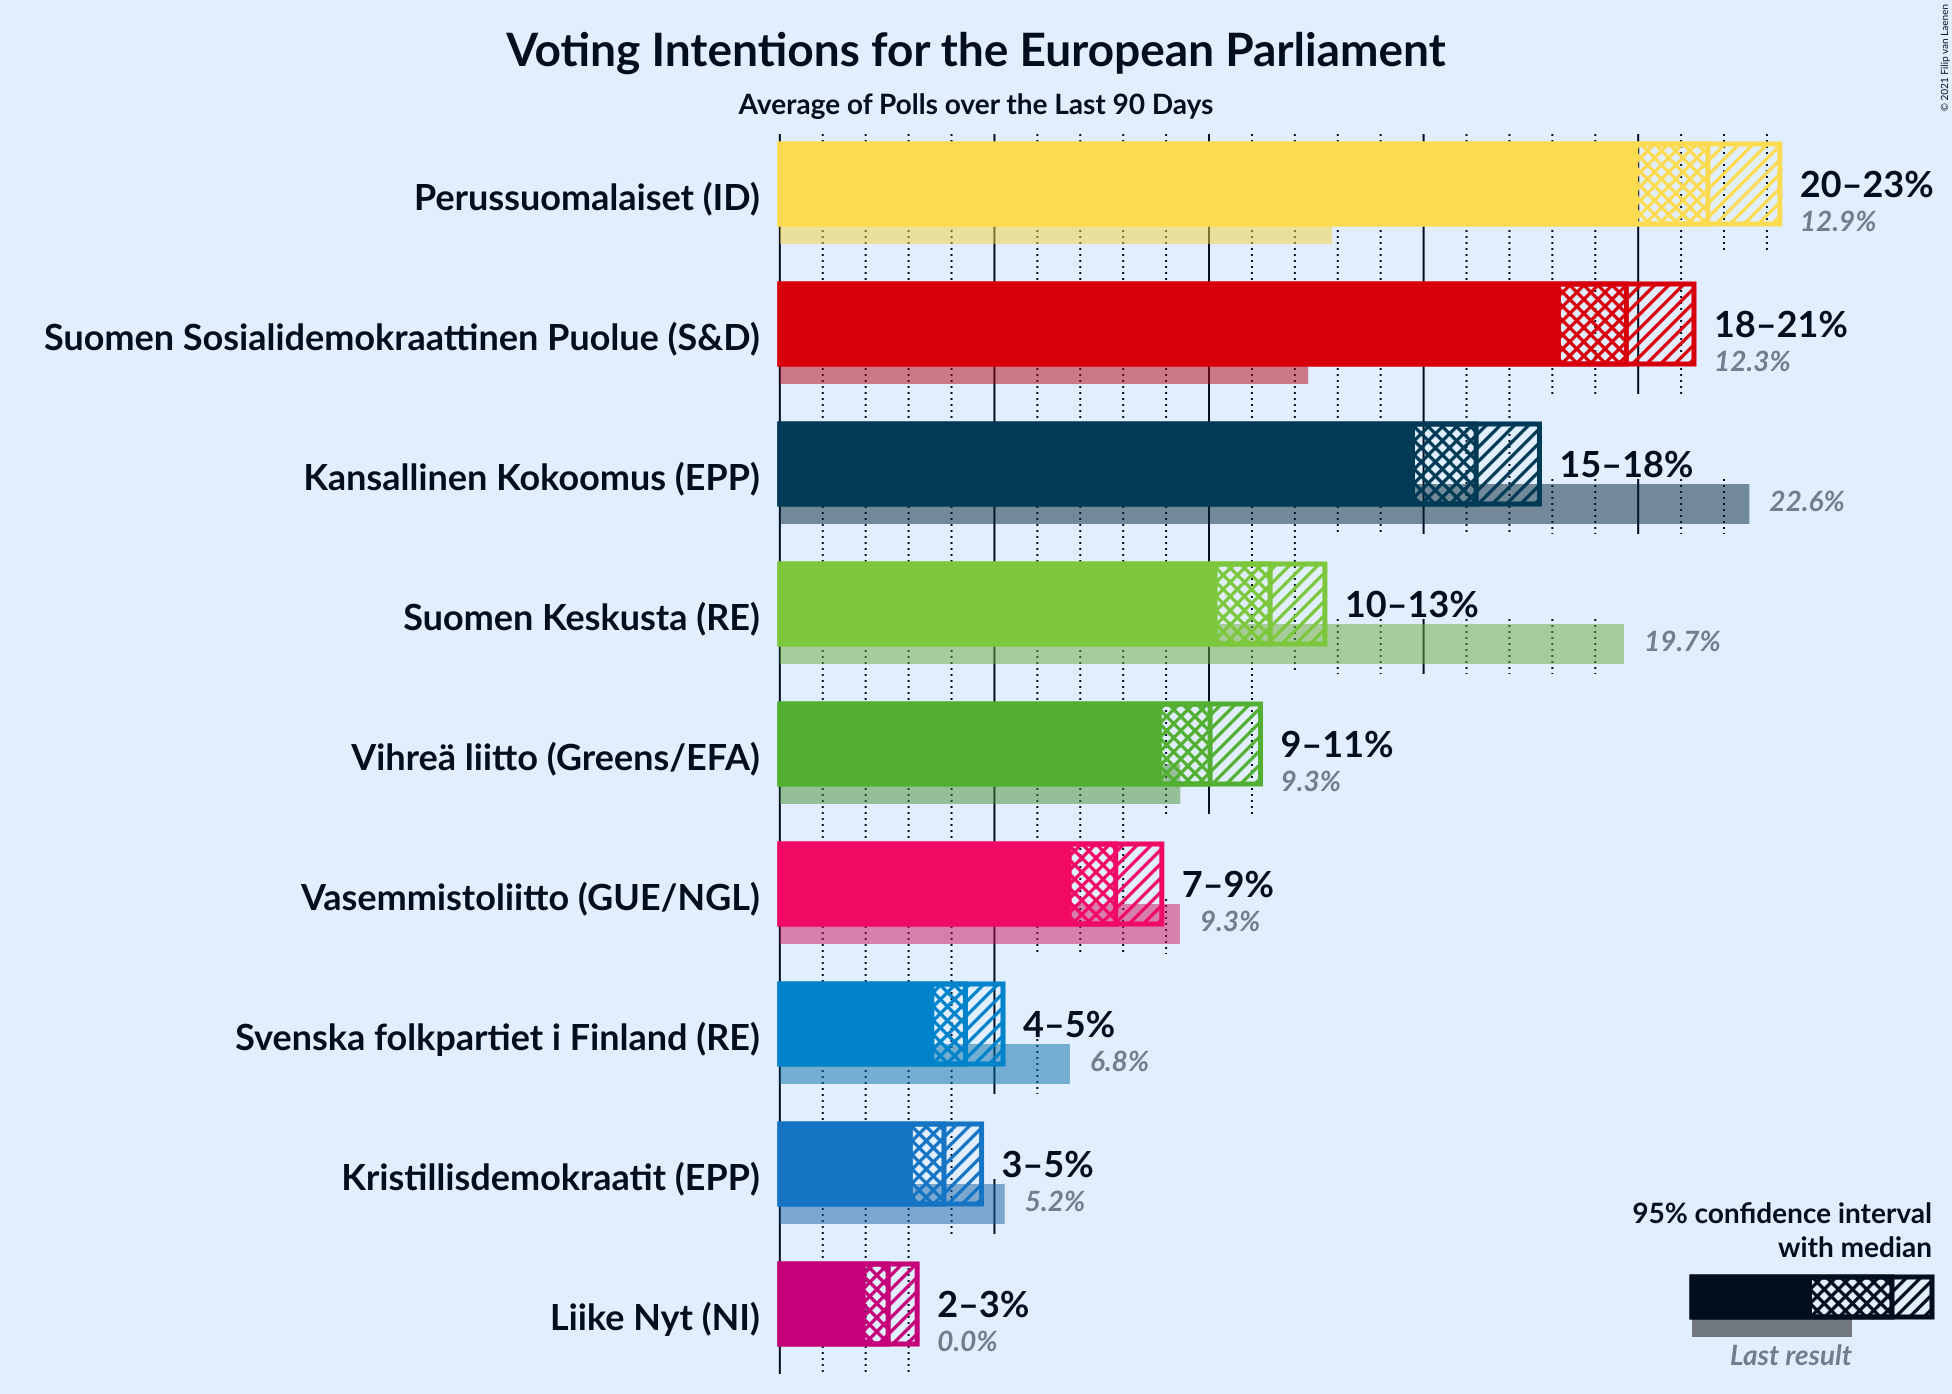 Voting Intentions for the European Parliament
Average of Polls over the Last 90 Days
© 2021 Filip van Laenen
Perussuomalaiset (ID)
20–23%
12.9%
Suomen Sosialidemokraattinen Puolue (S&D)
18–21%
12.3%
Kansallinen Kokoomus (EPP)
15–18%
22.6%
Suomen Keskusta (RE)
10–13%
19.7%
Vihreä liitto (Greens/EFA)
9–11%
9.3%
Vasemmistoliitto (GUE/NGL)
7–9%
9.3%
Svenska folkpartiet i Finland (RE)
4–5%
6.8%
Kristillisdemokraatit (EPP)
3–5%
5.2%
Liike Nyt (NI)
2–3%
0.0%
95% confidence interval
with median
Last result